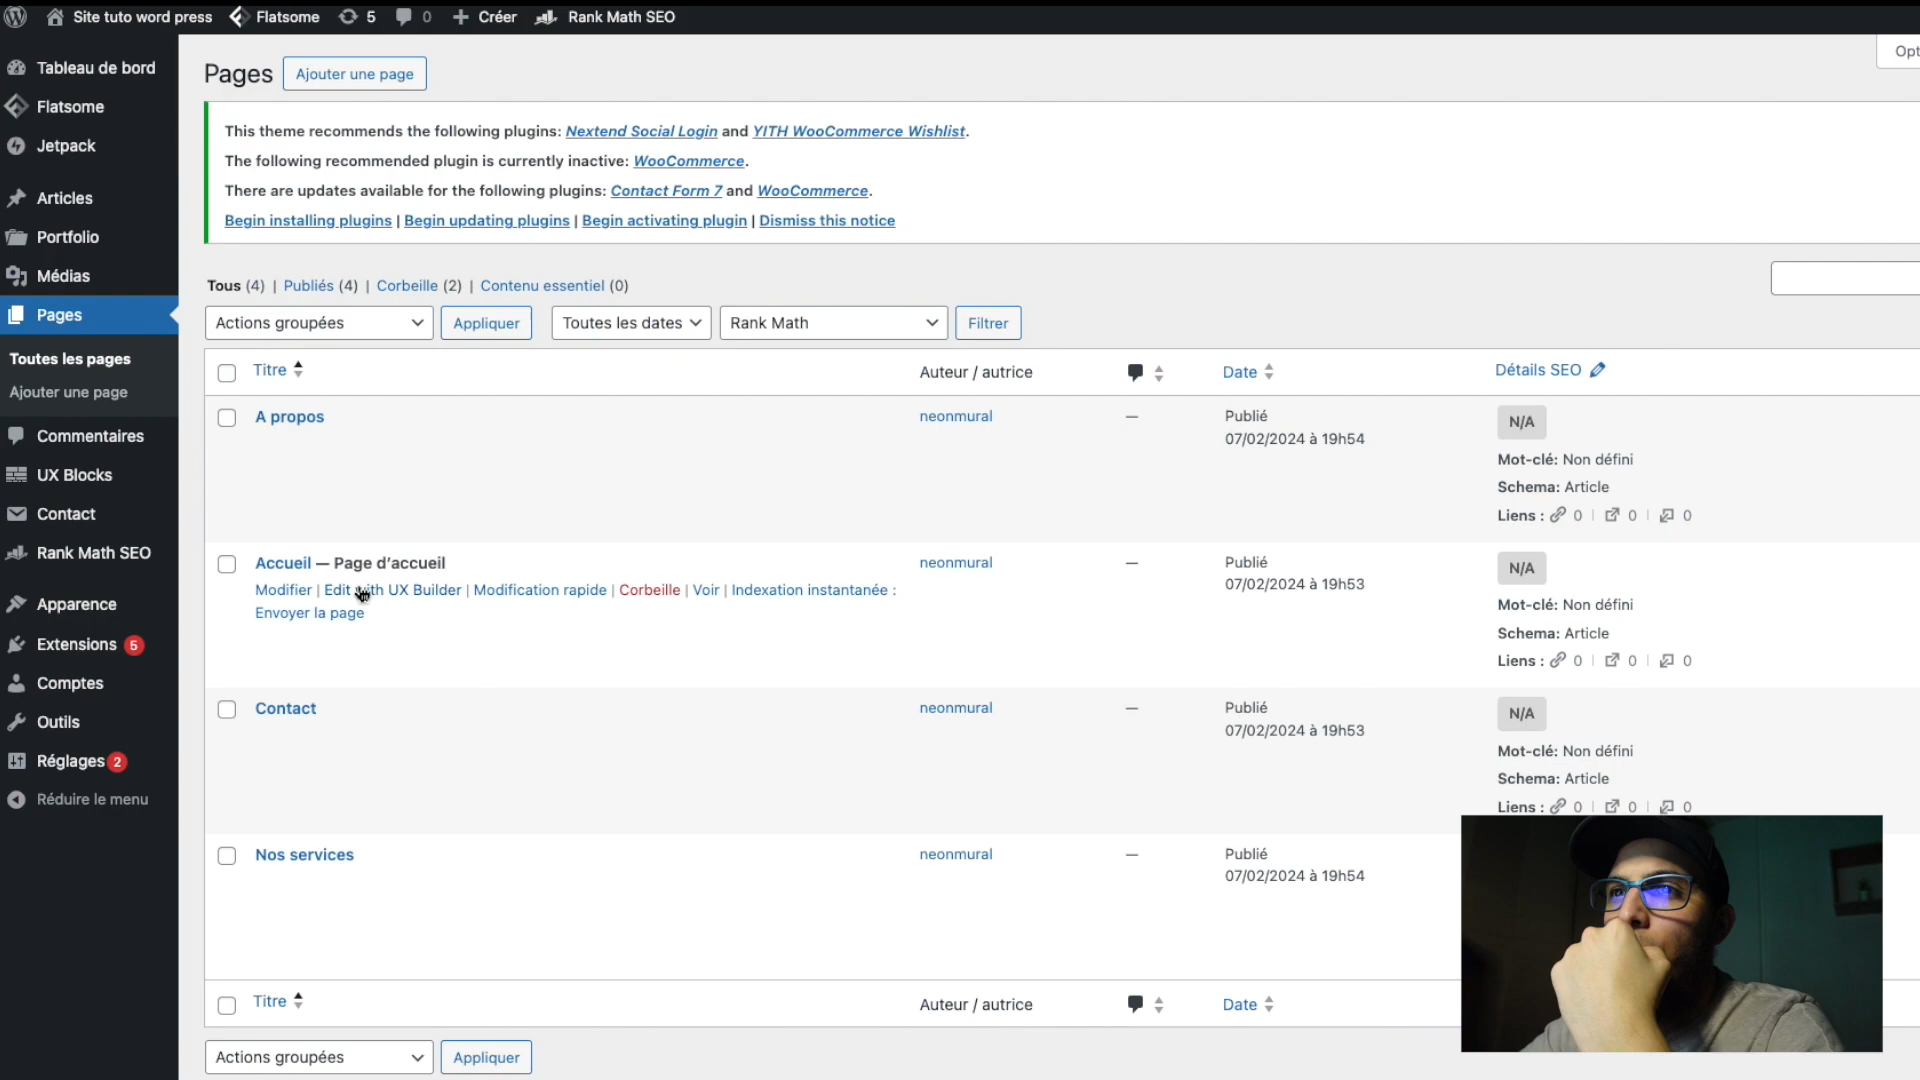 Site tuto word press Flatsome 5 0 Créer Rank Math SEO
Opt
Tableau de bord
Flatsome
Jetpack
Articles
Portfolio
Médias
Pages
Toutes les pages
Ajouter une page
Commentaires
UX Blocks
Contact
Rank Math SEO
Apparence
Extensions 5
Comptes
Outils
Réglages 2
Réduire le menu
Pages Ajouter une page
This theme recommends the following plugins: Nextend Social Login and YITH WooCommerce Wishlist.
The following recommended plugin is currently inactive: WooCommerce.
There are updates available for the following plugins: Contact Form 7 and WooCommerce.
Begin installing plugins | Begin updating plugins | Begin activating plugin | Dismiss this notice
Tous (4) | Publiés (4) | Corbeille (2) | Contenu essentiel (0)
Actions groupées Appliquer Toutes les dates Rank Math Filtrer
Titre Auteur / autrice Date Détails SEO
A propos neonmural — Publié N/A
07/02/2024 à 19h54
Mot-clé: Non défini
Schema: Article
Liens : 0 | 0 | 0
Accueil — Page d’accueil neonmural — Publié N/A
07/02/2024 à 19h53
Modifier | Edit with UX Builder | Modification rapide | Corbeille | Voir | Indexation instantanée :
Envoyer la page
Mot-clé: Non défini
Schema: Article
Liens : 0 | 0 | 0
Contact neonmural — Publié N/A
07/02/2024 à 19h53
Mot-clé: Non défini
Schema: Article
Liens : 0 | 0 | 0
Nos services neonmural — Publié
07/02/2024 à 19h54
Titre Auteur / autrice Date
Actions groupées Appliquer